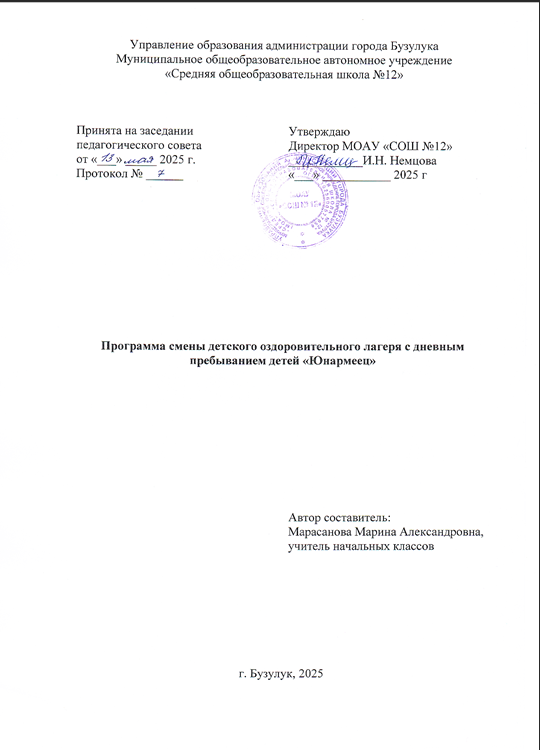 Управление образования администрации города Бузулука
Муниципальное общеобразовательное автономное учреждение
«Средняя общеобразовательная школа №12»
Принята на заседании
педагогического совета
от «13» мая 2025 г.
Протокол № 7
Утверждаю
Директор МОАУ «СОШ №12»
И.Н. Немцова
«___» ____________ 2025 г
Программа смены детского оздоровительного лагеря с дневным
пребыванием детей «Юнармеец»
Автор составитель:
Марасанова Марина Александровна,
учитель начальных классов
г. Бузулук, 2025